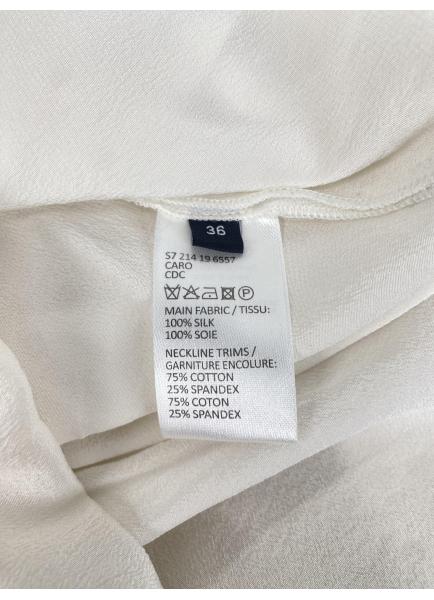 36
S7 214 19 6557
CARO
CDC
P
MAIN FABRIC / TISSU:
100% SILK
100% SOIE
NECKLINE TRIMS /
GARNITURE ENCOLURE:
75% COTTON
25% SPANDEX
75% COTON
25% SPANDEX